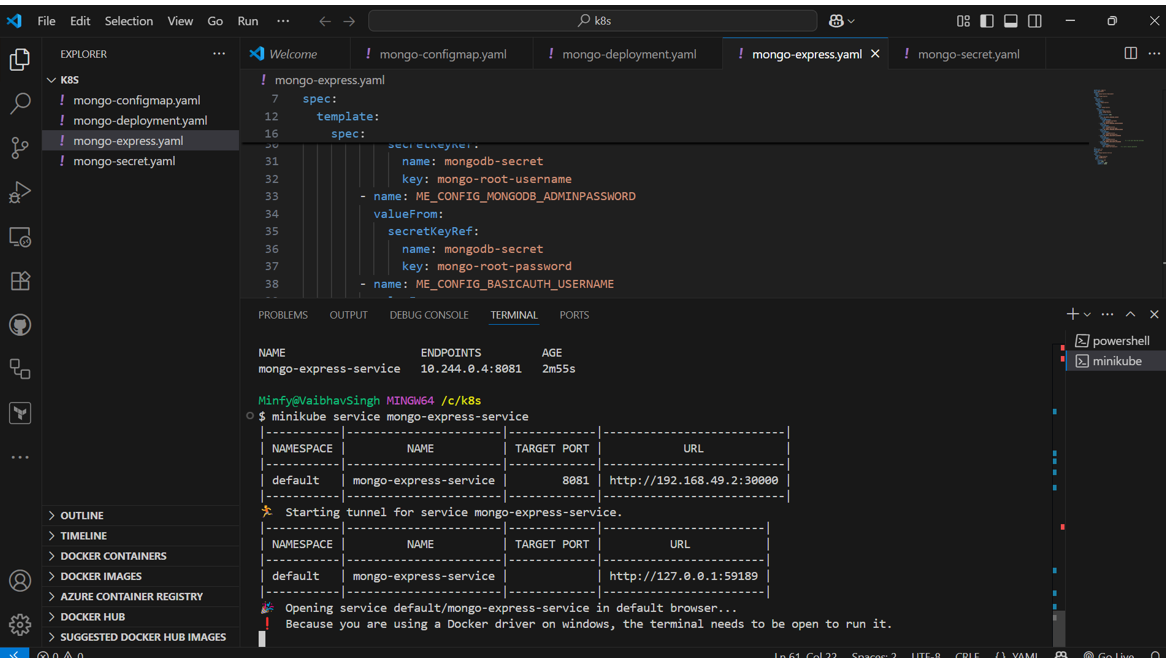 File Edit Selection View Go Run ··· k8s
EXPLORER ···
Welcome ! mongo-configmap.yaml ! mongo-deployment.yaml ! mongo-express.yaml ! mongo-secret.yaml ···
K8S
! mongo-configmap.yaml
! mongo-deployment.yaml
! mongo-express.yaml
! mongo-secret.yaml
OUTLINE
TIMELINE
DOCKER CONTAINERS
DOCKER IMAGES
AZURE CONTAINER REGISTRY
DOCKER HUB
SUGGESTED DOCKER HUB IMAGES
! mongo-express.yaml
7 spec:
12 template:
16 spec:
30 secretKeyRef:
31 name: mongodb-secret
32 key: mongo-root-username
33 - name: ME_CONFIG_MONGODB_ADMINPASSWORD
34 valueFrom:
35 secretKeyRef:
36 name: mongodb-secret
37 key: mongo-root-password
38 - name: ME_CONFIG_BASICAUTH_USERNAME
PROBLEMS OUTPUT DEBUG CONSOLE TERMINAL PORTS
powershell
minikube
NAME ENDPOINTS AGE
mongo-express-service 10.244.0.4:8081 2m55s
Minfy@VaibhavSingh MINGW64 /c/k8s
$ minikube service mongo-express-service
|-----------|-----------------------|-------------|---------------------------|
| NAMESPACE | NAME | TARGET PORT | URL |
|-----------|-----------------------|-------------|---------------------------|
| default | mongo-express-service | 8081 | http://192.168.49.2:30000 |
|-----------|-----------------------|-------------|---------------------------|
🏃 Starting tunnel for service mongo-express-service.
|-----------|-----------------------|-------------|------------------------|
| NAMESPACE | NAME | TARGET PORT | URL |
|-----------|-----------------------|-------------|------------------------|
| default | mongo-express-service | | http://127.0.0.1:59189 |
|-----------|-----------------------|-------------|------------------------|
🎉 Opening service default/mongo-express-service in default browser...
❗ Because you are using a Docker driver on windows, the terminal needs to be open to run it.
0 0 Ln 61, Col 22 Spaces: 2 UTF-8 CRLF {} YAML Go Live